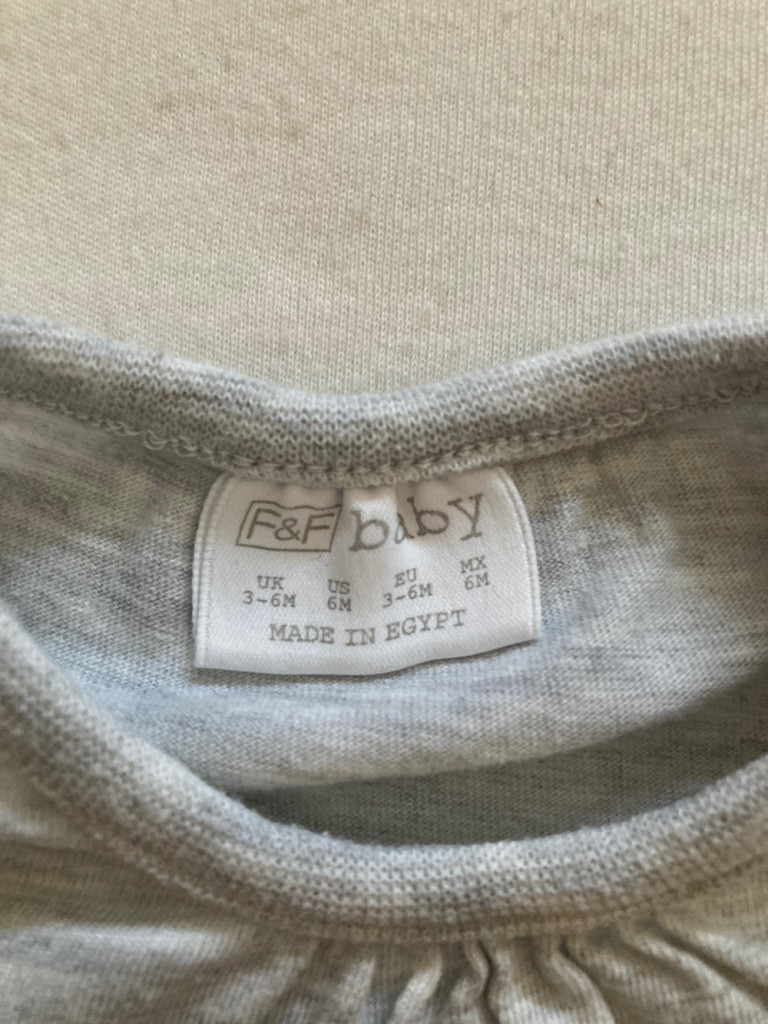 F&F baby
UK US EU MX
3-6M 6M 3-6M 6M
MADE IN EGYPT